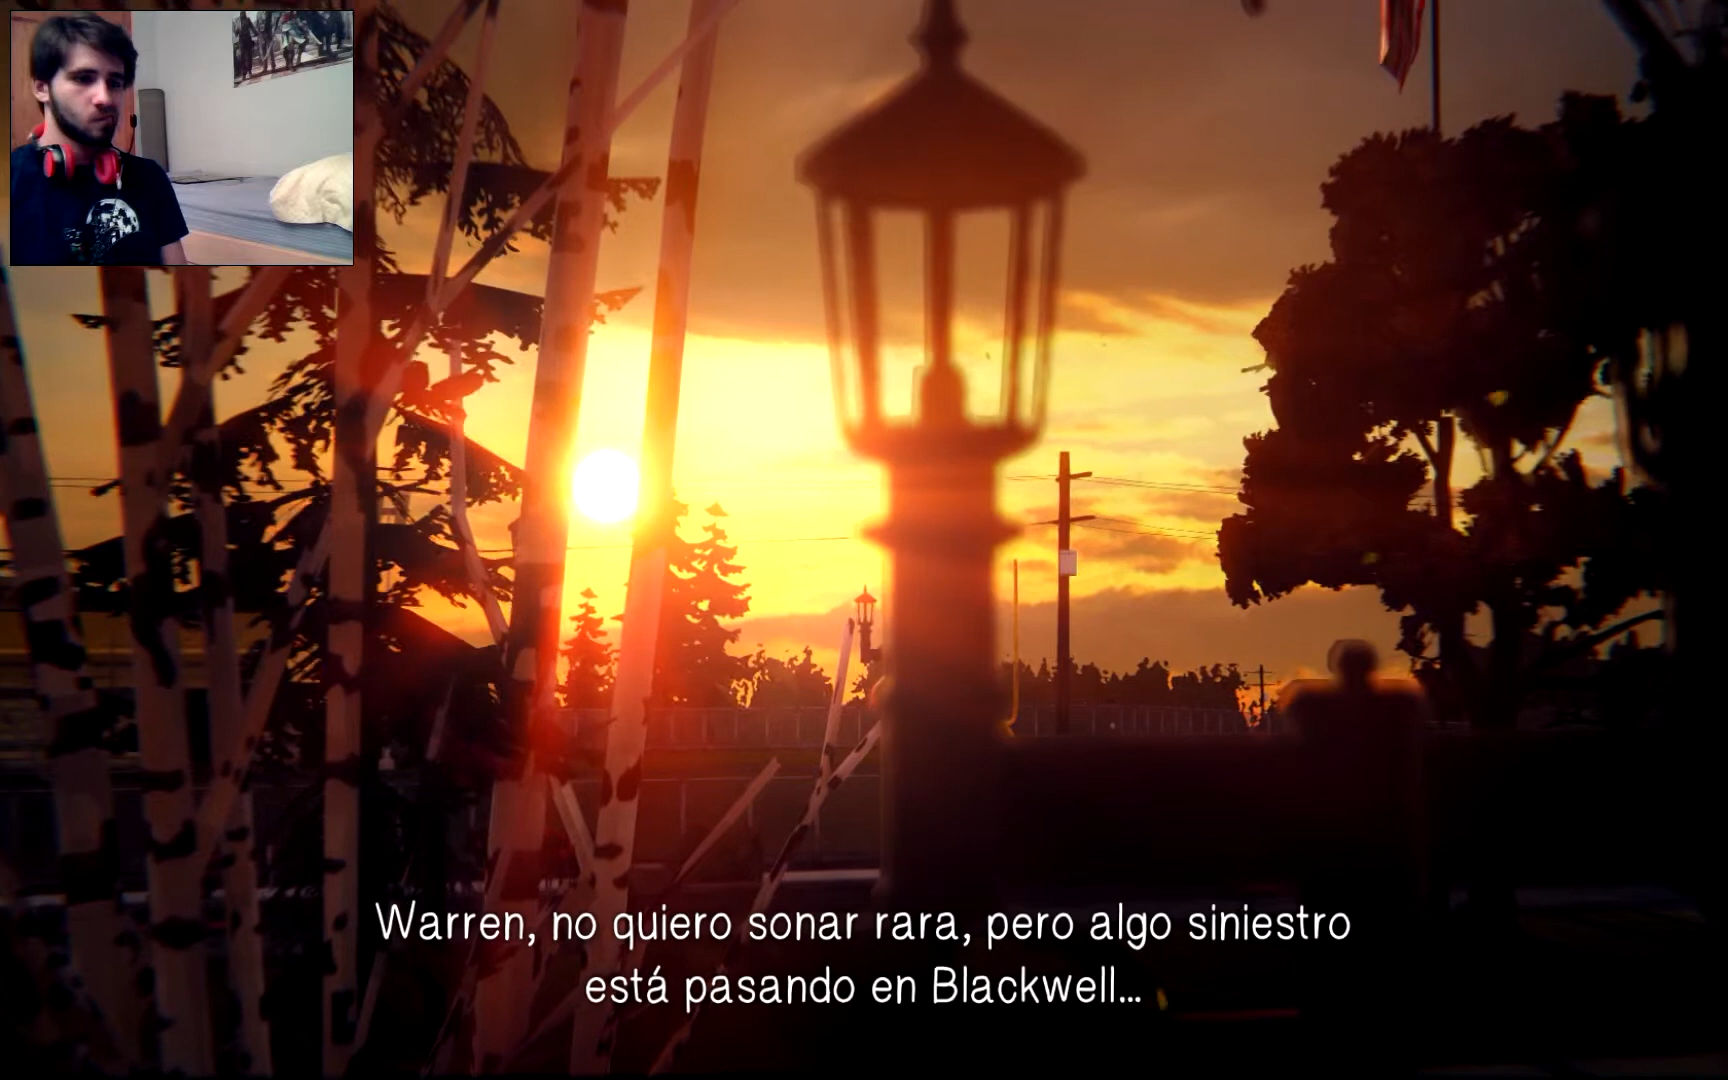 Warren, no quiero sonar rara, pero algo siniestro
está pasando en Blackwell...